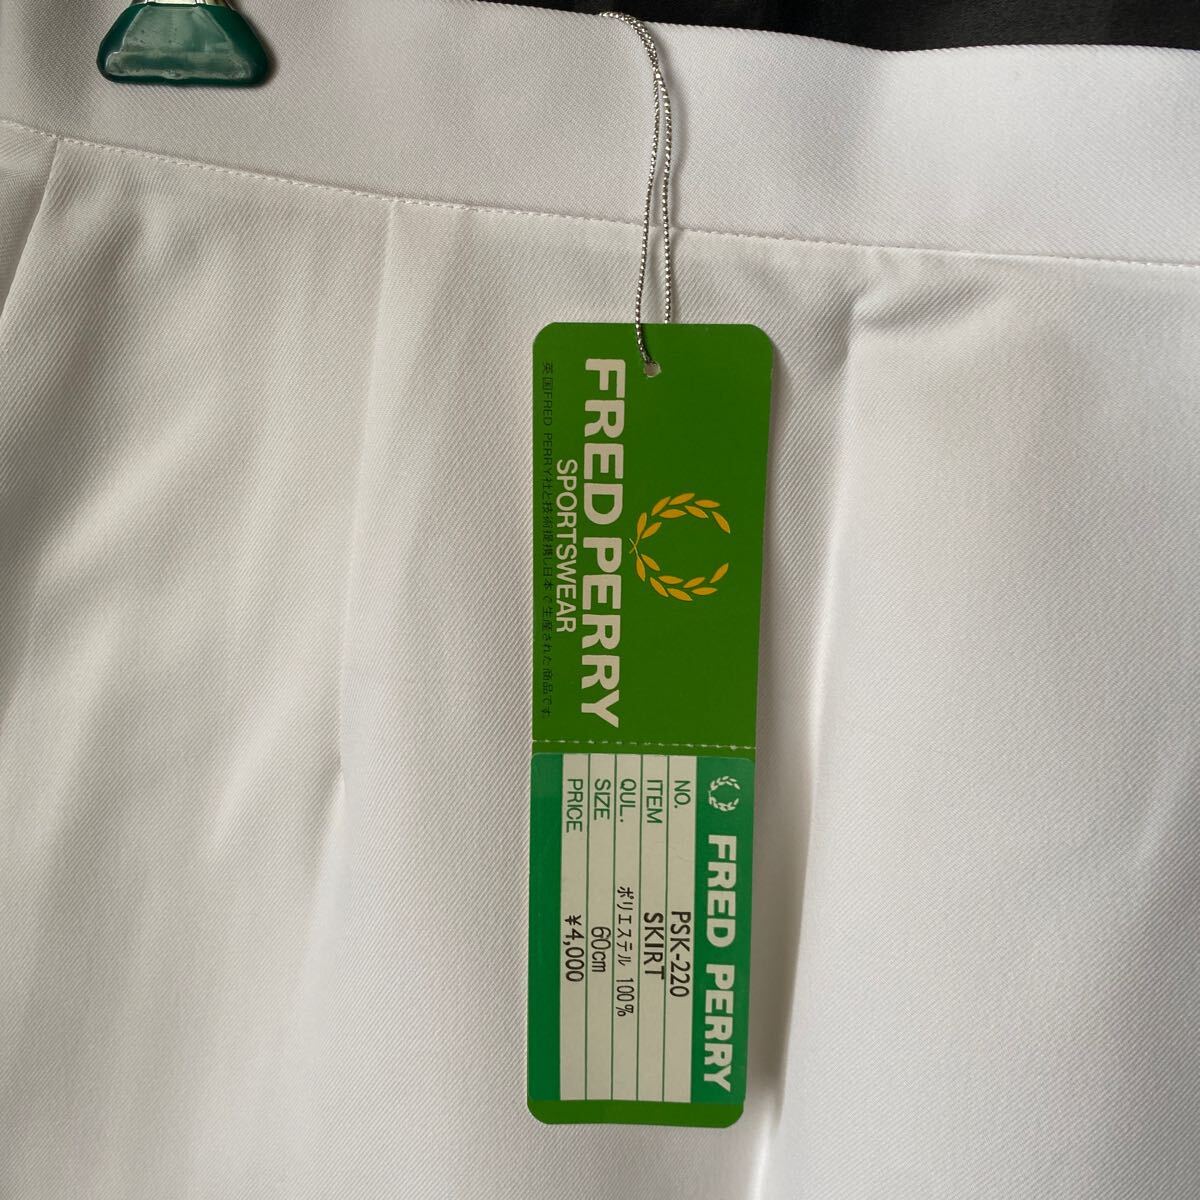 FRED PERRY
SPORTSWEAR
英国FRED PERRY社と技術提携し日本で生産された商品です。
FRED PERRY
NO. PSK-220
ITEM SKIRT
QUL. ポリエステル 100%
SIZE 60cm
PRICE ¥4,000